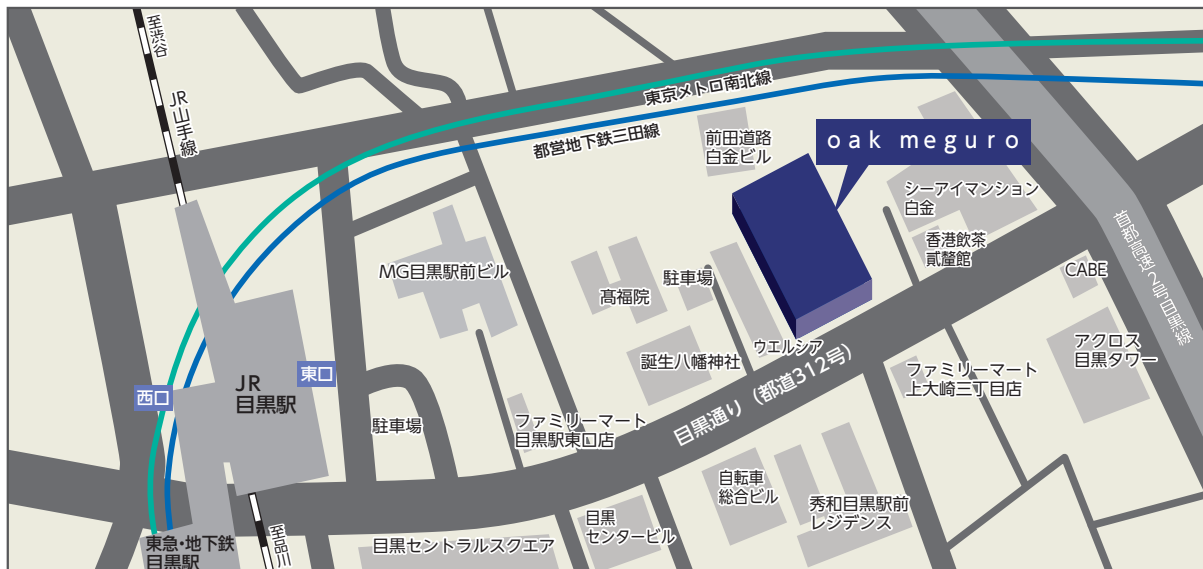 至渋谷
JR山手線
東京メトロ南北線
都営地下鉄三田線
前田道路
白金ビル
oak meguro
シーアイマンション
白金
香港飲茶
貳釐館
首都高速2号目黒線
CABE
アクロス
目黒タワー
MG目黒駅前ビル
髙福院
駐車場
誕生八幡神社
ウエルシア
目黒通り（都道312号）
ファミリーマート
上大崎三丁目店
東口
西口
JR
目黒駅
駐車場
ファミリーマート
目黒駅東口店
自転車
総合ビル
秀和目黒駅前
レジデンス
目黒
センタービル
目黒セントラルスクエア
至品川
東急・地下鉄
目黒駅